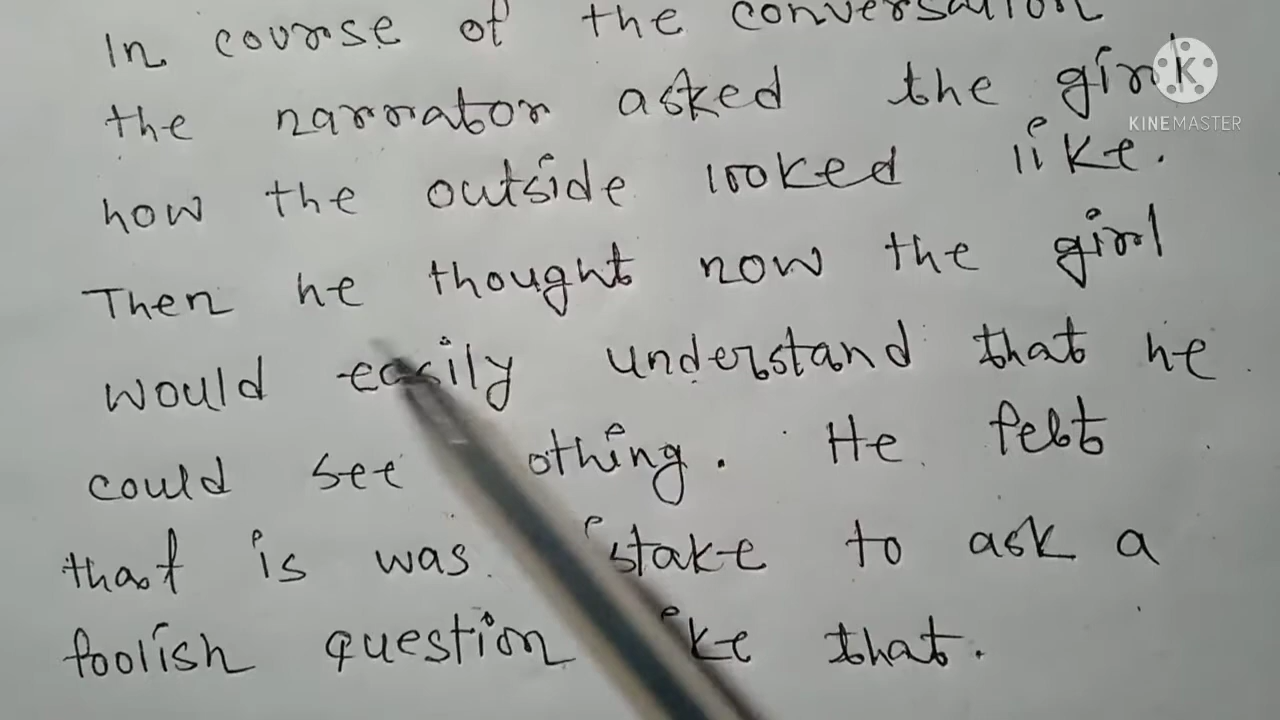 In course of the conversation
the narrator asked the girl
how the outside looked like.
Then he thought now the girl
would easily understand that he
could see othing. He felt
that is was istake to ask a
foolish question ike that.
K
KINEMASTER